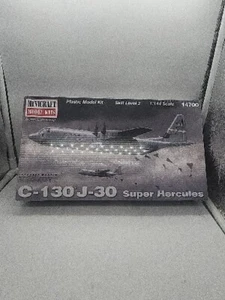 MINICRAFT
MODEL KITS
Plastic Model Kit
Skill Level 2
1:144 Scale
14700
C-130J-30 Super Hercules